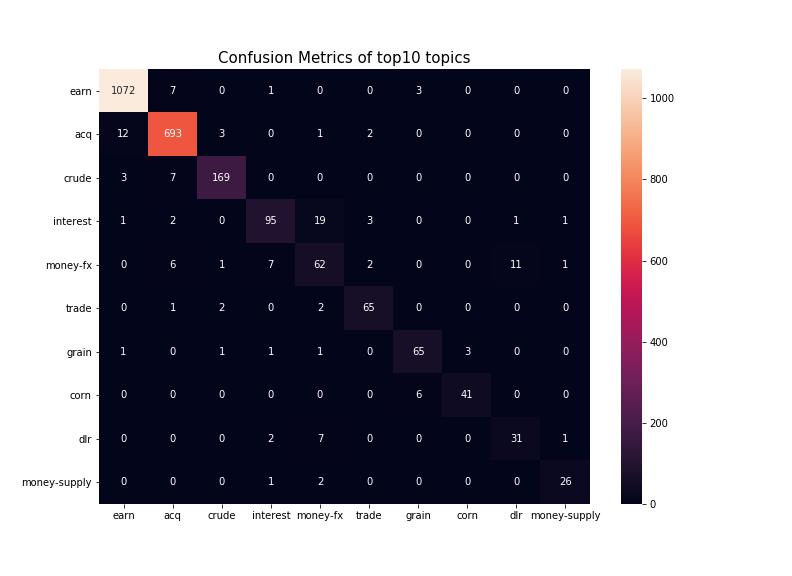 Confusion Metrics of top10 topics
earn 1072 7 0 1 0 0 3 0 0 0
acq 12 693 3 0 1 2 0 0 0 0
crude 3 7 169 0 0 0 0 0 0 0
interest 1 2 0 95 19 3 0 0 1 1
money-fx 0 6 1 7 62 2 0 0 11 1
trade 0 1 2 0 2 65 0 0 0 0
grain 1 0 1 1 1 0 65 3 0 0
corn 0 0 0 0 0 0 6 41 0 0
dlr 0 0 0 2 7 0 0 0 31 1
money-supply 0 0 0 1 2 0 0 0 0 26
earn acq crude interest money-fx trade grain corn dlr money-supply
1000
800
600
400
200
0